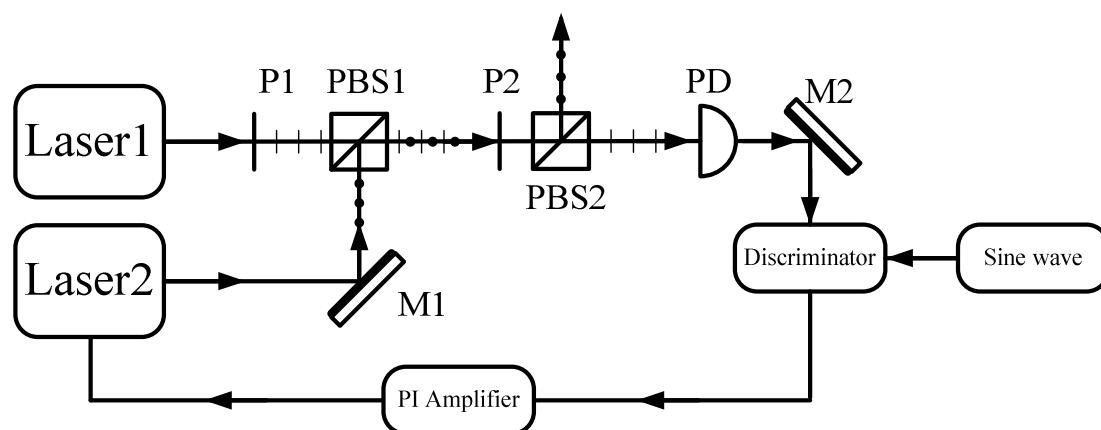 P1
PBS1
P2
PD
M2
Laser1
PBS2
Discriminator
Sine wave
Laser2
M1
PI Amplifier